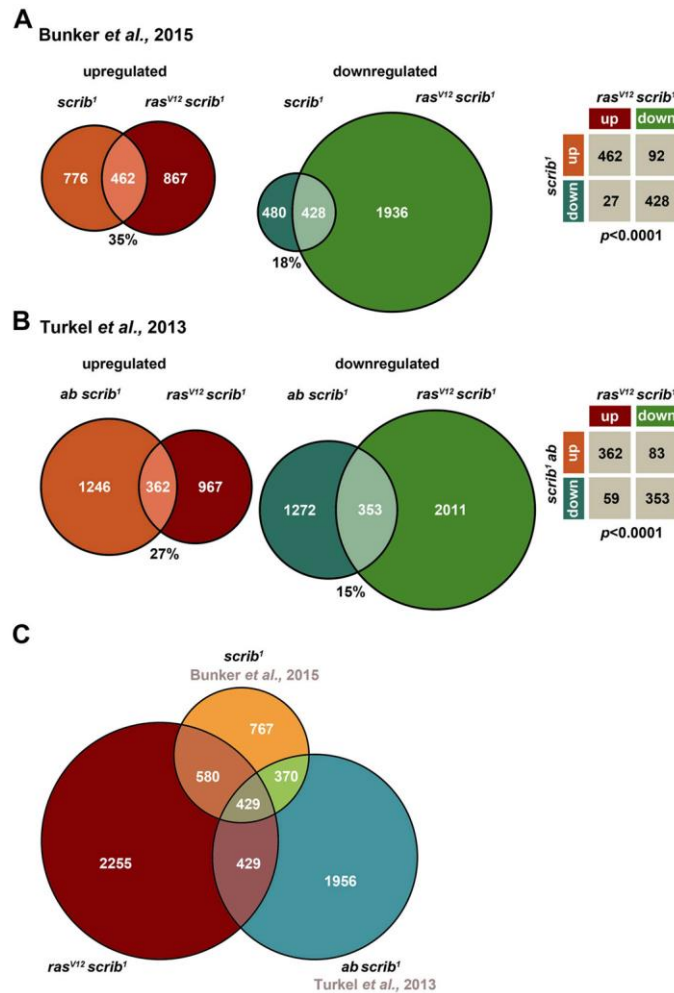 A
Bunker et al., 2015
upregulated
scrib¹ rasⱽ¹² scrib¹
776 462 867
35%
downregulated
scrib¹ rasⱽ¹² scrib¹
480 428 1936
18%
rasⱽ¹² scrib¹
up down
scrib¹
up 462 92
down 27 428
p<0.0001
B
Turkel et al., 2013
upregulated
ab scrib¹ rasⱽ¹² scrib¹
1246 362 967
27%
downregulated
ab scrib¹ rasⱽ¹² scrib¹
1272 353 2011
15%
rasⱽ¹² scrib¹
up down
scrib¹ ab
up 362 83
down 59 353
p<0.0001
C
scrib¹
Bunker et al., 2015
767
580 370
429
2255 429 1956
rasⱽ¹² scrib¹ ab scrib¹
Turkel et al., 2013